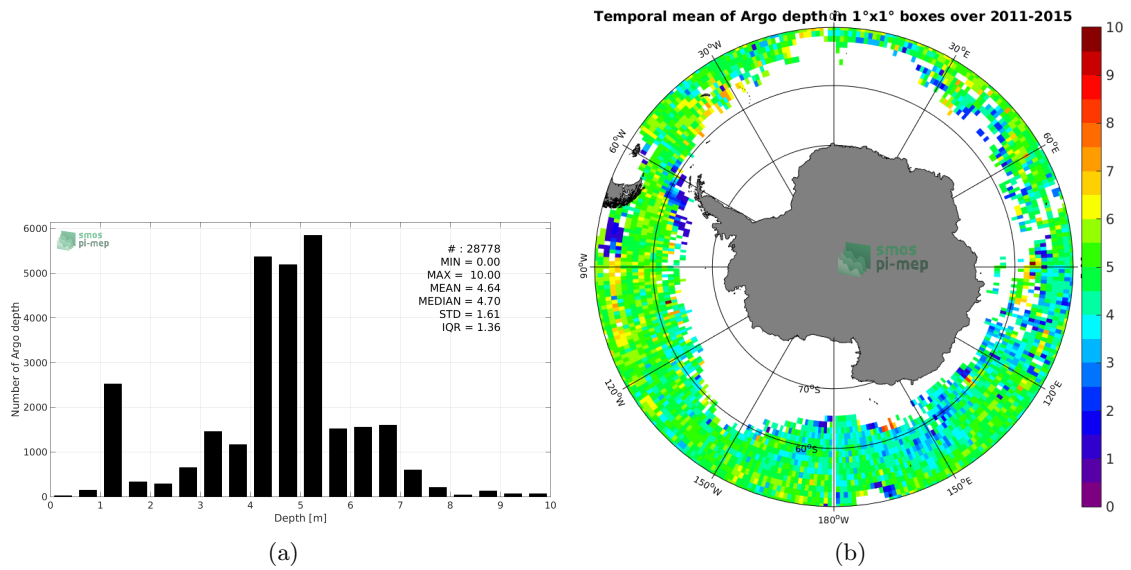 smos
pi-mep
# : 28778
MIN = 0.00
MAX = 10.00
MEAN = 4.64
MEDIAN = 4.70
STD = 1.61
IQR = 1.36
Number of Argo depth
6000
5000
4000
3000
2000
1000
0
0 1 2 3 4 5 6 7 8 9 10
Depth [m]
(a)
Temporal mean of Argo depth in 1°x1° boxes over 2011-2015
30°W
30°E
60°W
60°E
90°W
smos
pi-mep
120°W
120°E
70°S
60°S
150°W
150°E
180°W
10
9
8
7
6
5
4
3
2
1
0
(b)